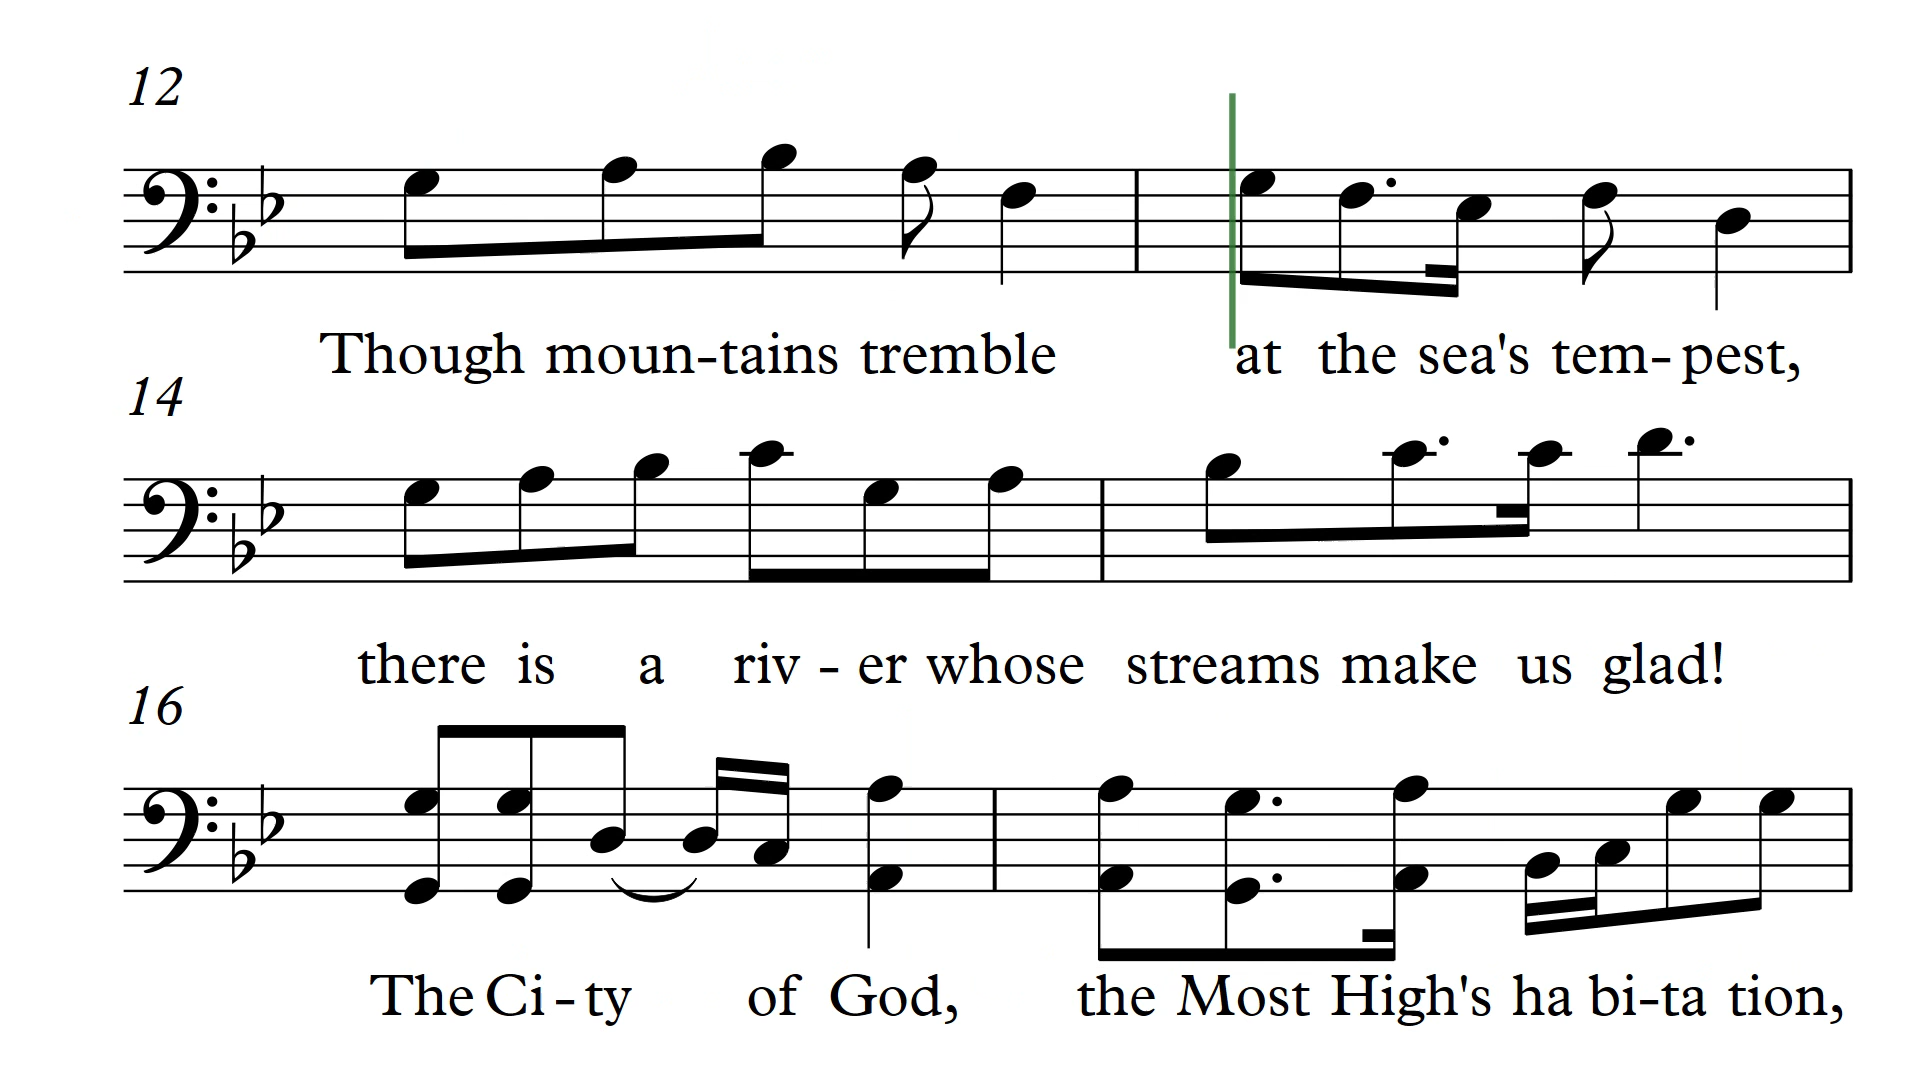 12
Though moun-tains tremble at the sea's tem-pest,
14
there is a riv - er whose streams make us glad!
16
The Ci - ty of God, the Most High's ha bi-ta tion,